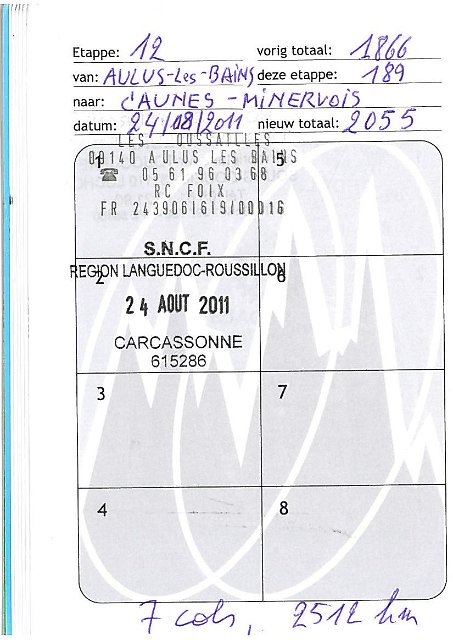 Etappe: 12 vorig totaal: 1866
van: AULUS-Les-BAINS deze etappe: 189
naar: CAUNES - MINERVOIS
datum: 24/08/2011 nieuw totaal: 2055
LES OUSSAILLES
1 5
09140 AULUS LES BAINS
☎ 05 61 96 03 68
RC FOIX
FR 2439061619/00016
S.N.C.F.
REGION LANGUEDOC-ROUSSILLON
2 6
24 AOUT 2011
CARCASSONNE
615286
3 7
4 8
7 cols, 2512 hm